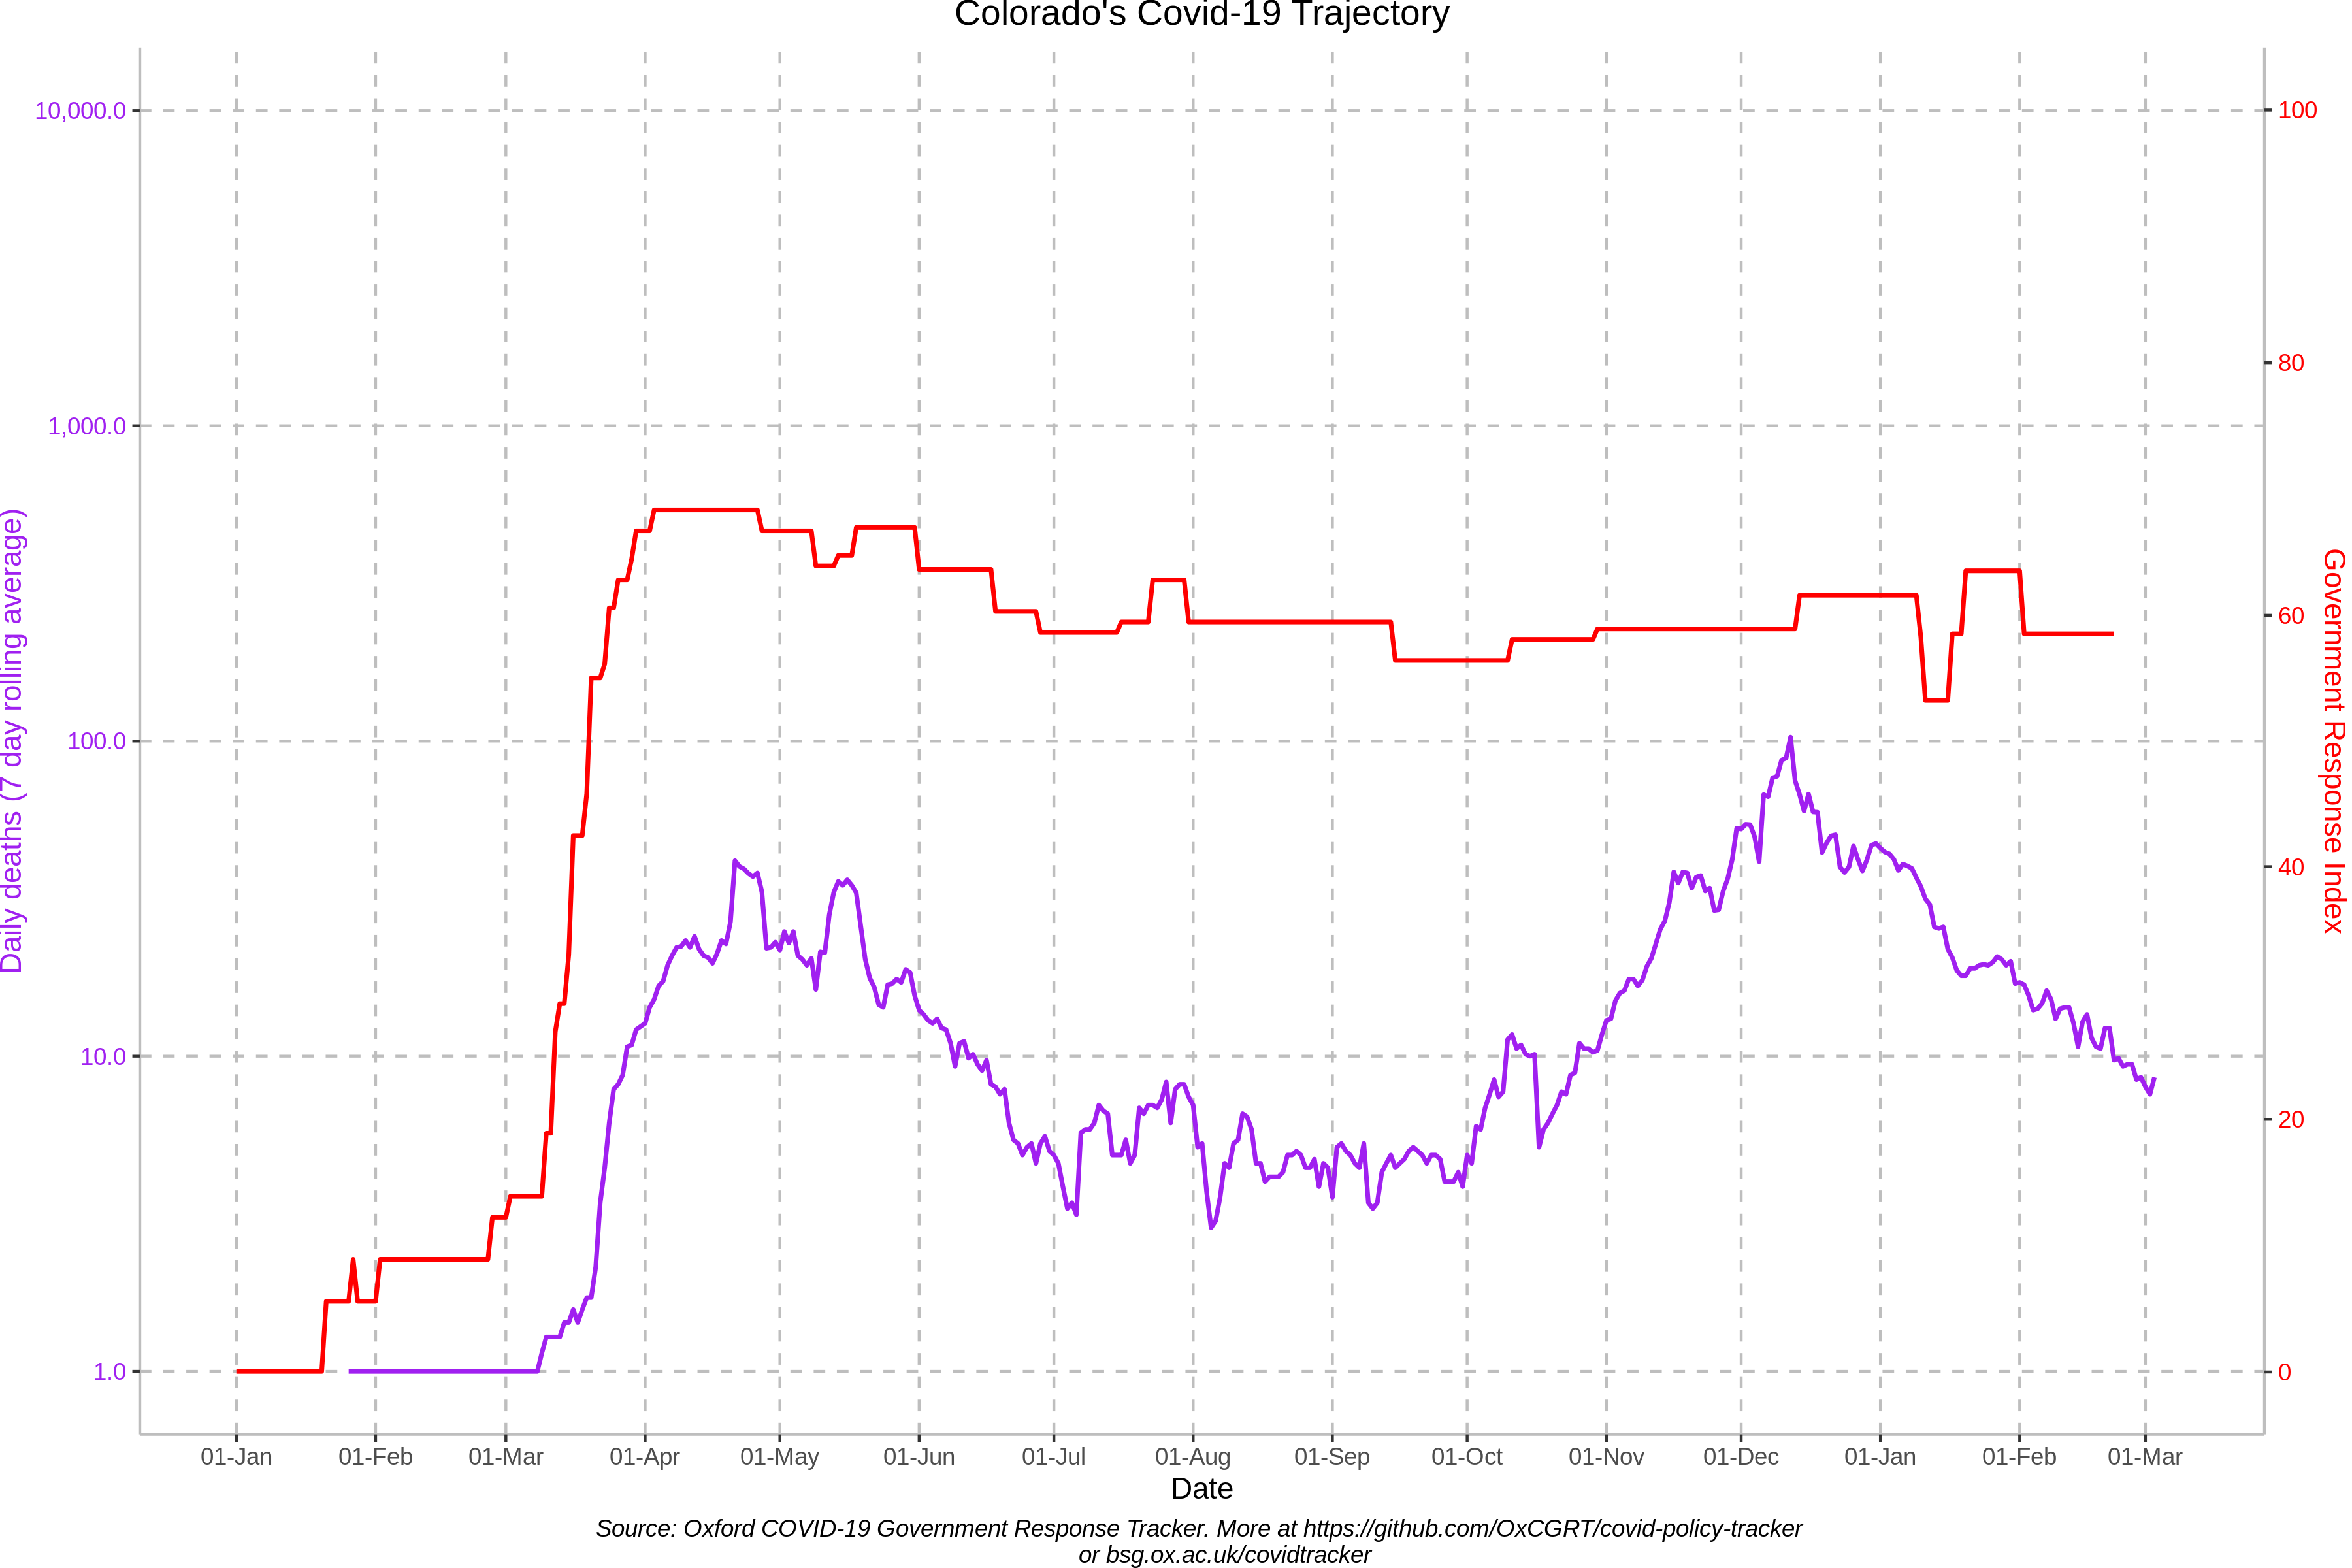 Colorado's Covid-19 Trajectory
10,000.0
1,000.0
100.0
10.0
1.0
Daily deaths (7 day rolling average)
100
80
60
40
20
0
Government Response Index
01-Jan 01-Feb 01-Mar 01-Apr 01-May 01-Jun 01-Jul 01-Aug 01-Sep 01-Oct 01-Nov 01-Dec 01-Jan 01-Feb 01-Mar
Date
Source: Oxford COVID-19 Government Response Tracker. More at https://github.com/OxCGRT/covid-policy-tracker
or bsg.ox.ac.uk/covidtracker